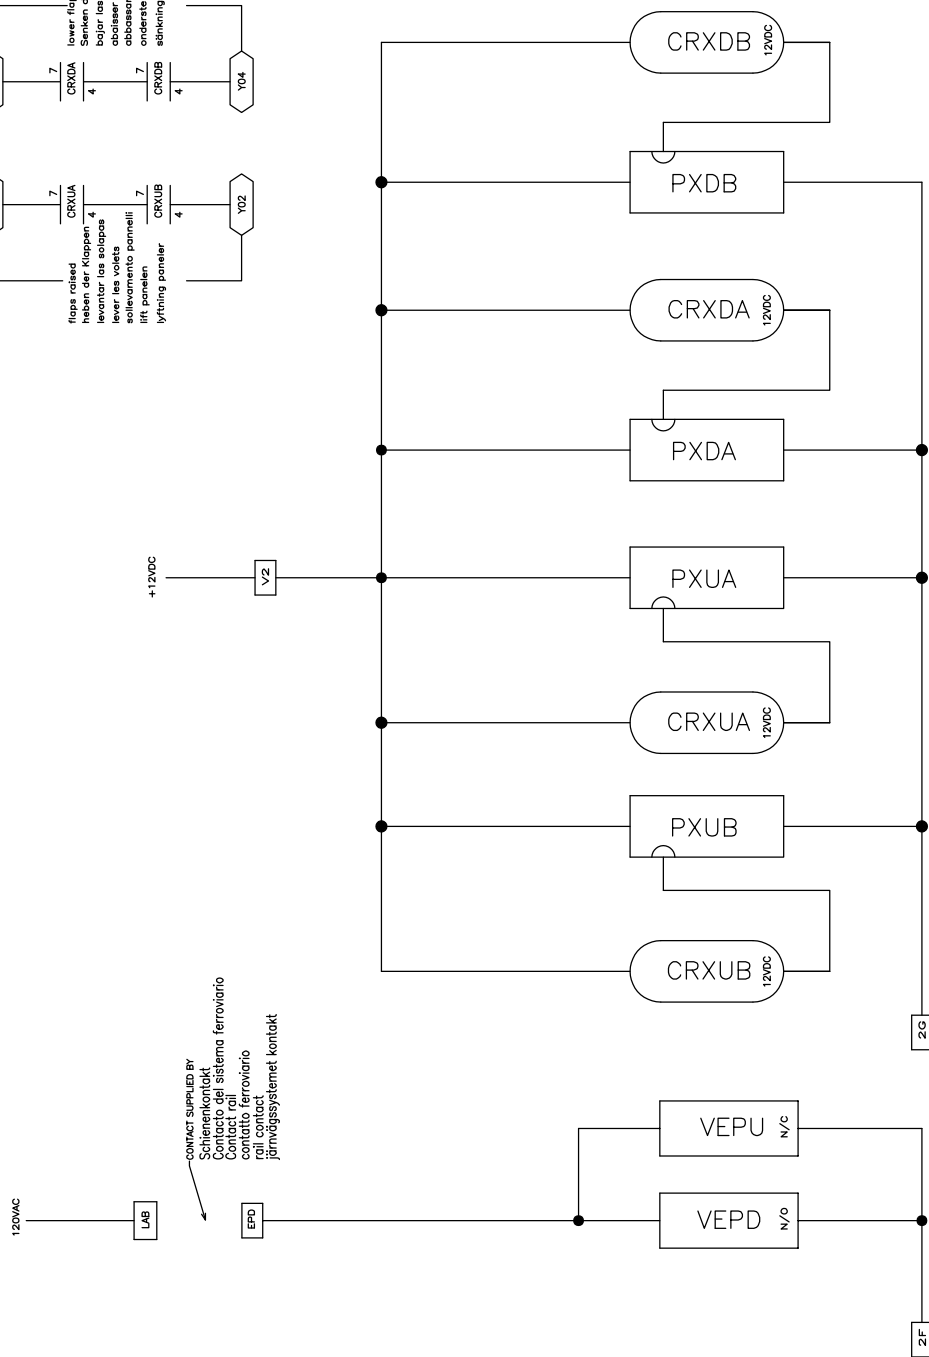 lower
Senken
bajar las
abaisser
abbassar
onderste
sänkning
7
CRXDA
4
7
CRXDB
4
Y04
7
CRXUA
4
7
CRXUB
4
Y02
flaps raised
heben der Klappen
levantar las solapas
lever les volets
sollevamento pannelli
lift panelen
lyftning paneler
CRXDB 12VDC
PXDB
CRXDA 12VDC
PXDA
+12VDC
V2
PXUA
CRXUA 12VDC
PXUB
CRXUB 12VDC
2G
120VAC
LAB
CONTACT SUPPLIED BY
Schienenkontakt
Contacto del sistema ferroviario
Contact rail
contatto ferroviario
rail contact
järnvägssystemet kontakt
EPD
VEPU N/C
VEPD N/O
2F